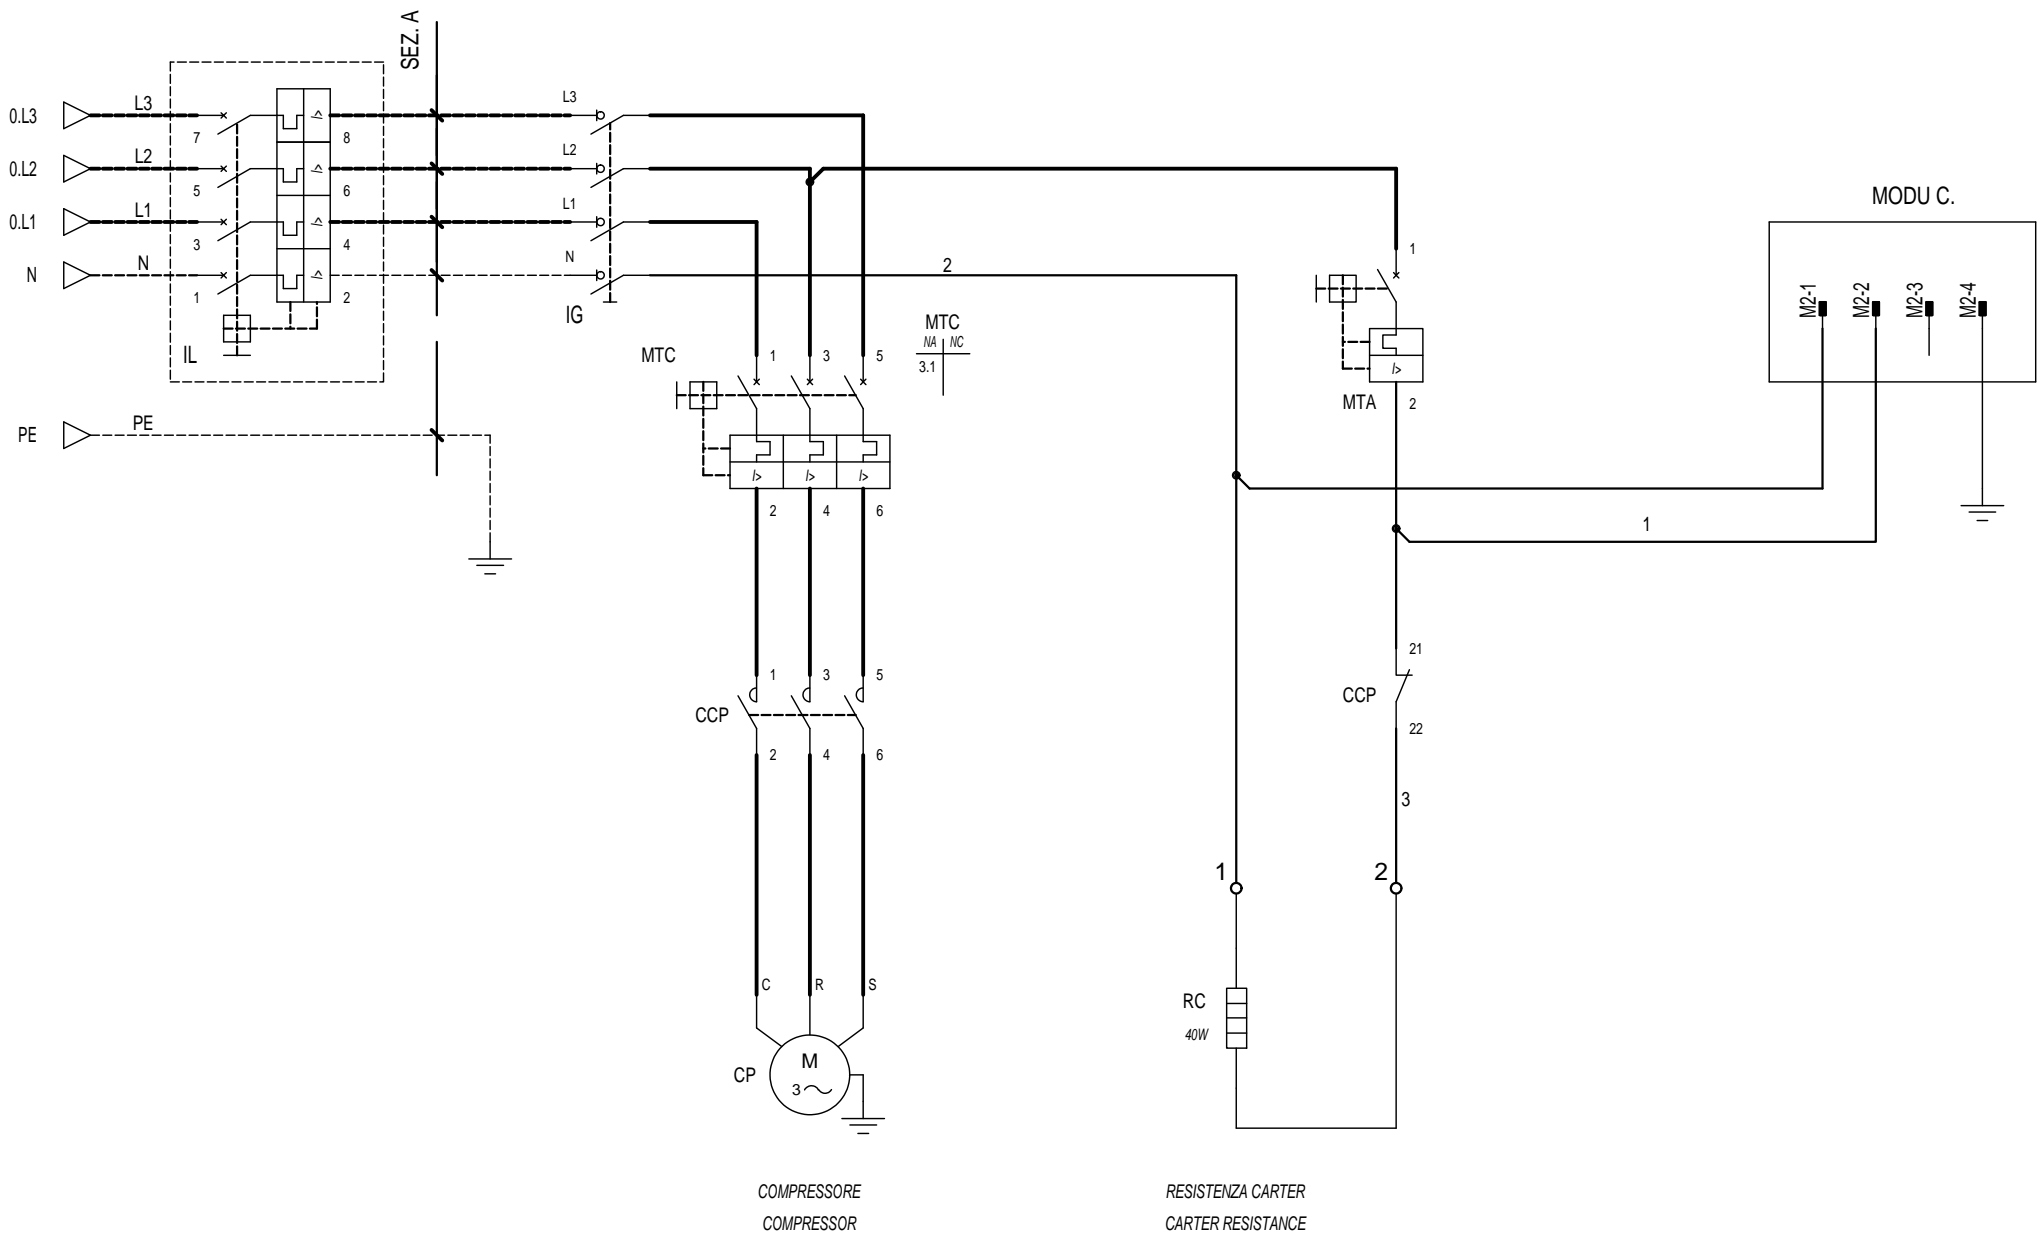 SEZ. A
0.L3
L3
7
8
L3
0.L2
L2
5
6
L2
0.L1
L1
3
4
L1
N
N
1
2
N
2
IL
IG
PE
PE
MTC
1
3
5
I>
I>
I>
2
4
6
MTC
NA
NC
3.1
1
I>
MTA
2
MODU C.
M2-1
M2-2
M2-3
M2-4
1
CCP
1
3
5
2
4
6
21
CCP
22
3
1
2
C
R
S
CP
M
3
RC
40W
COMPRESSORE
COMPRESSOR
RESISTENZA CARTER
CARTER RESISTANCE